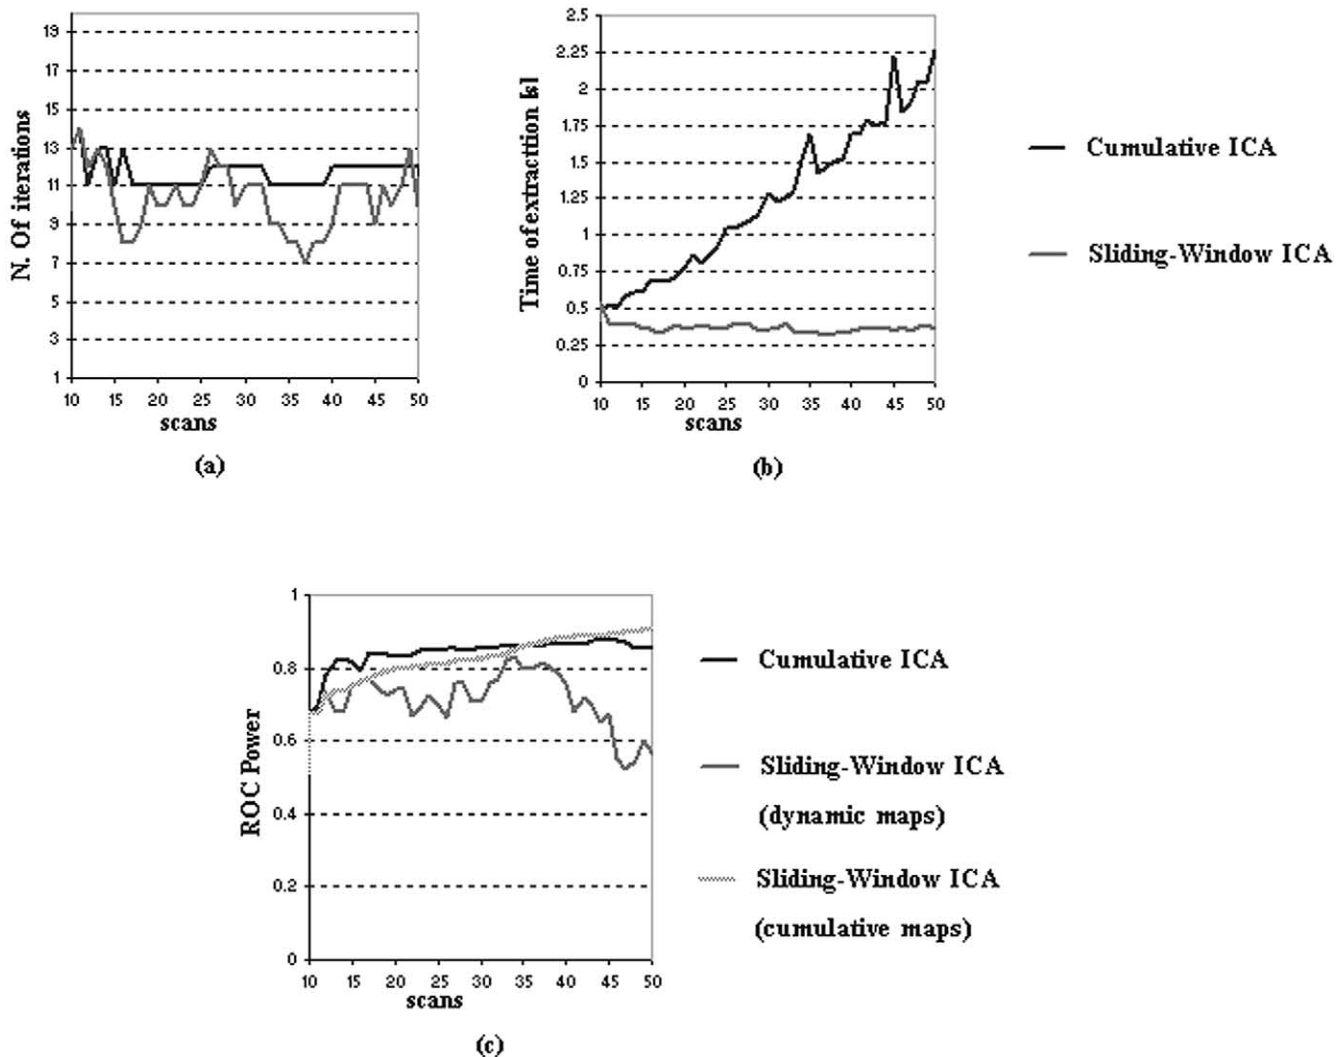 N. Of iterations
19
17
15
13
11
9
7
5
3
1
10 15 20 25 30 35 40 45 50
scans
(a)
Time of extraction [s]
2.5
2.25
2
1.75
1.5
1.25
1
0.75
0.5
0.25
0
10 15 20 25 30 35 40 45 50
scans
(b)
Cumulative ICA
Sliding-Window ICA
ROC Power
1
0.8
0.6
0.4
0.2
0
10 15 20 25 30 35 40 45 50
scans
(c)
Cumulative ICA
Sliding-Window ICA
(dynamic maps)
Sliding-Window ICA
(cumulative maps)